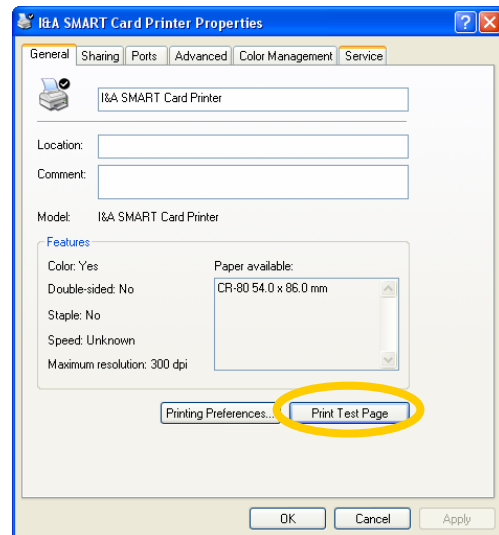 I&A SMART Card Printer Properties
General Sharing Ports Advanced Color Management Service
I&A SMART Card Printer
Location:
Comment:
Model: I&A SMART Card Printer
Features
Color: Yes Paper available:
Double-sided: No CR-80 54.0 x 86.0 mm
Staple: No
Speed: Unknown
Maximum resolution: 300 dpi
Printing Preferences... Print Test Page
OK Cancel Apply